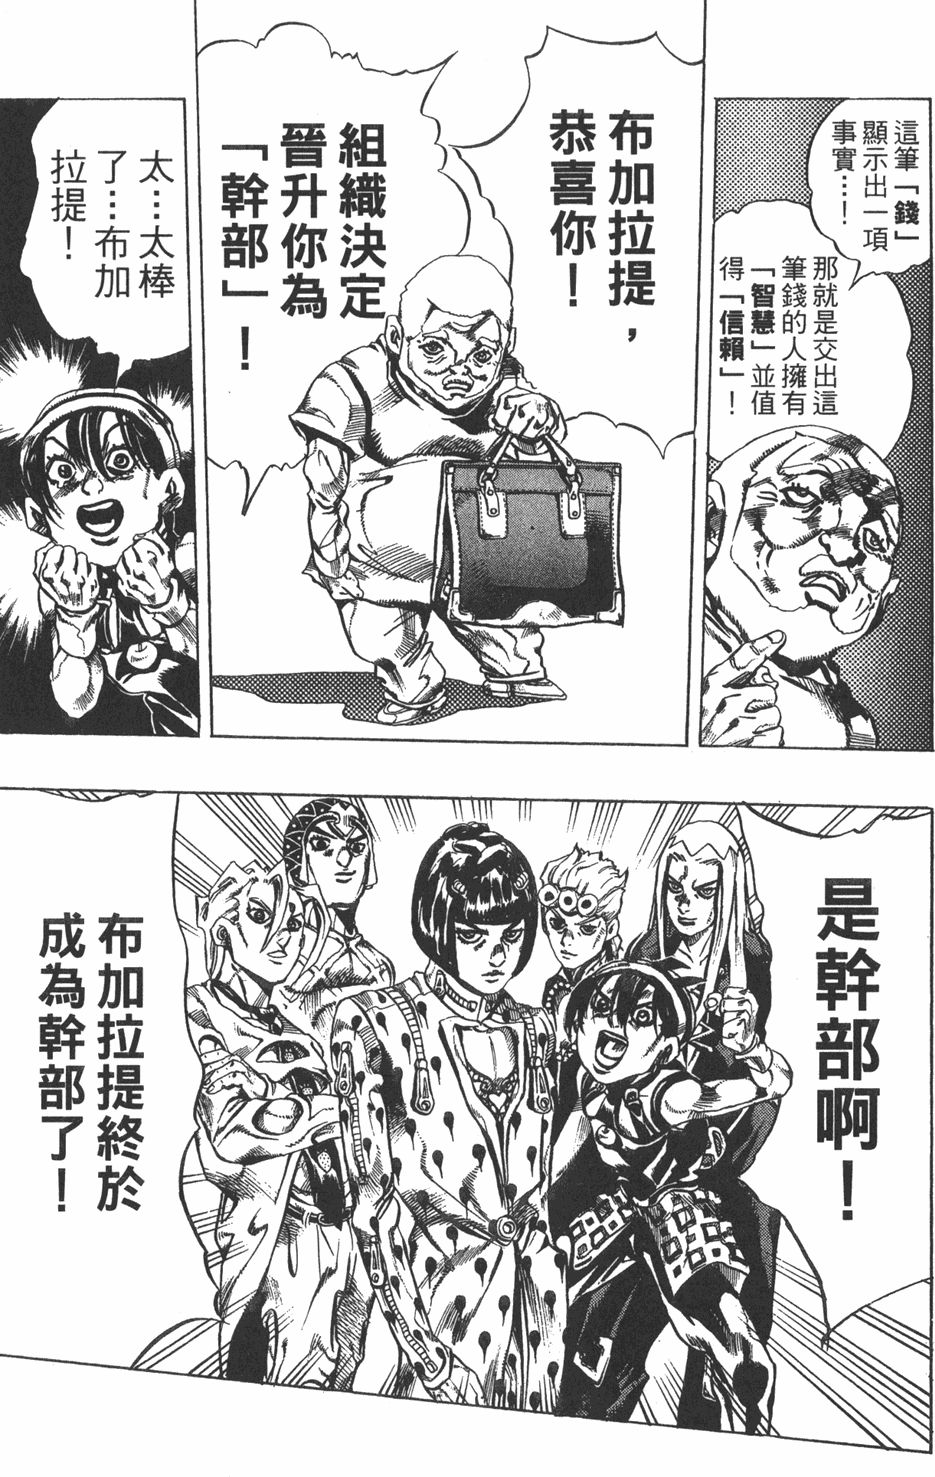 這筆「錢」
顯示出一項
事實…！
那就是交出這
筆錢的人擁有
「智慧」並值
得「信賴」！
布加拉提，
恭喜你！
組織決定
晉升你為
「幹部」！
太…太棒
了…布加
拉提！
是幹部啊！
布加拉提終於
成為幹部了！